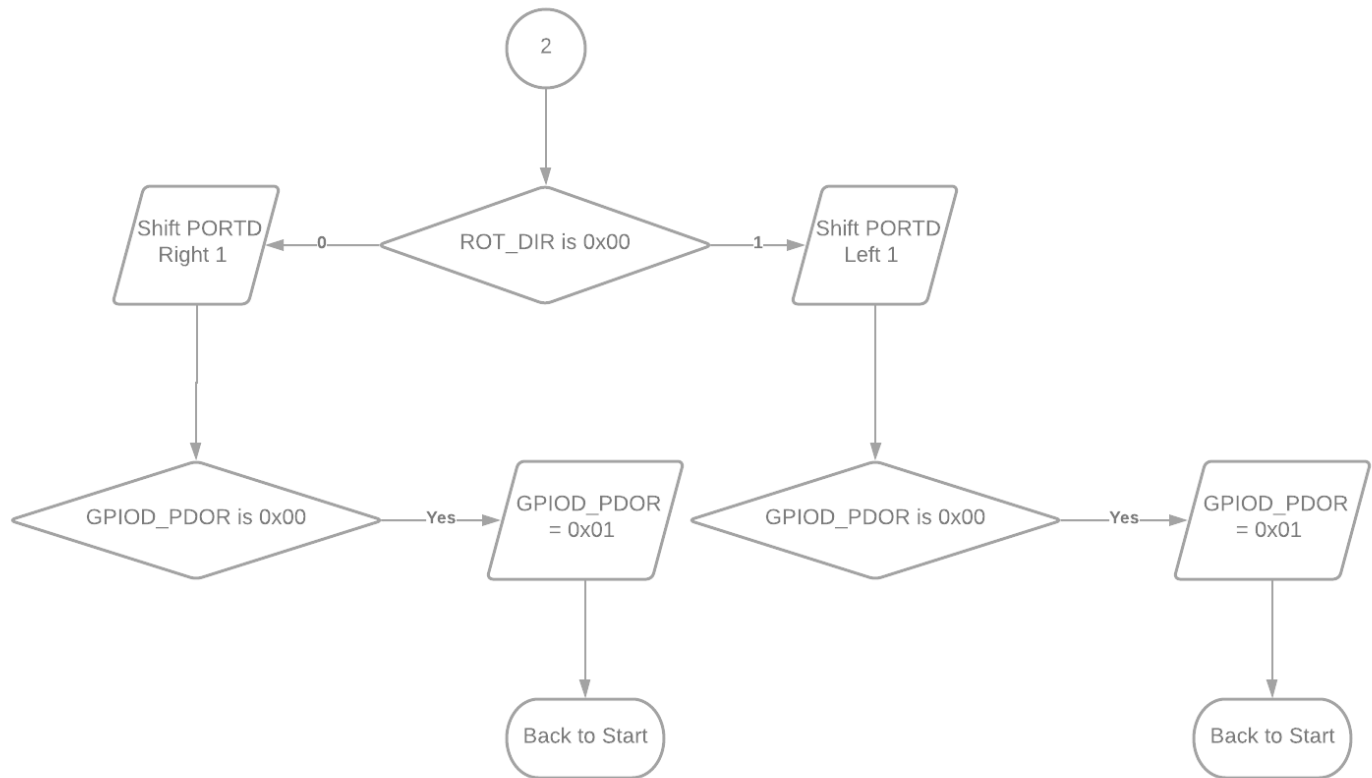 2
Shift PORTD
Right 1
0
ROT_DIR is 0x00
1
Shift PORTD
Left 1
GPIOD_PDOR is 0x00
Yes
GPIOD_PDOR
= 0x01
GPIOD_PDOR is 0x00
Yes
GPIOD_PDOR
= 0x01
Back to Start
Back to Start